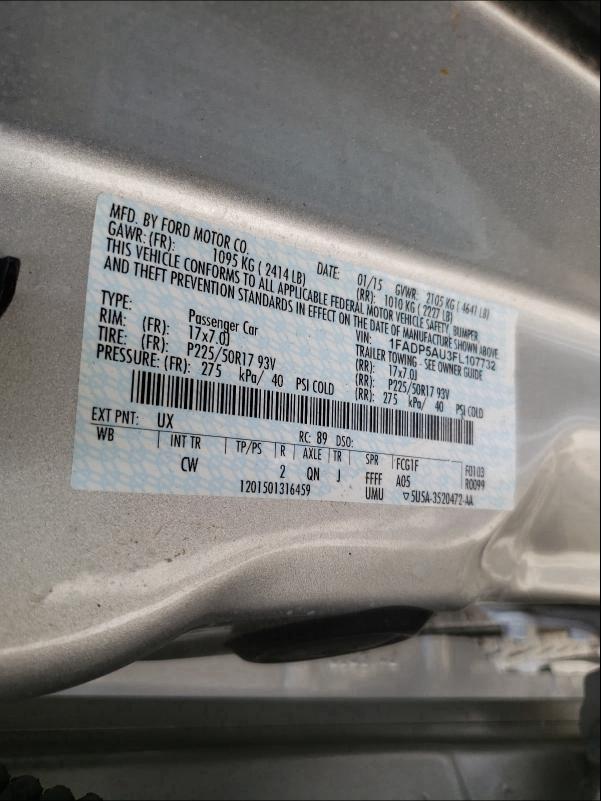 MFD. BY FORD MOTOR CO.
DATE: 01/15 GVWR: 2105 KG ( 4641 LB)
GAWR: (FR): 1095 KG ( 2414 LB) (RR): 1010 KG ( 2227 LB)
THIS VEHICLE CONFORMS TO ALL APPLICABLE FEDERAL MOTOR VEHICLE SAFETY, BUMPER
AND THEFT PREVENTION STANDARDS IN EFFECT ON THE DATE OF MANUFACTURE SHOWN ABOVE.
VIN: 1FADP5AU3FL107732
TYPE: Passenger Car TRAILER TOWING - SEE OWNER GUIDE
RIM: (FR): 17x7.0J (RR): 17x7.0J
TIRE: (FR): P225/50R17 93V (RR): P225/50R17 93V
PRESSURE: (FR): 275 kPa/ 40 PSI COLD (RR): 275 kPa/ 40 PSI COLD
EXT PNT: UX RC: 89 DSO:
WB INT TR TP/PS R AXLE TR SPR FCG1F F0103
CW 2 QN J FFFF A05 R0099
1201501316459 UMU ▽5U5A-3520472-AA